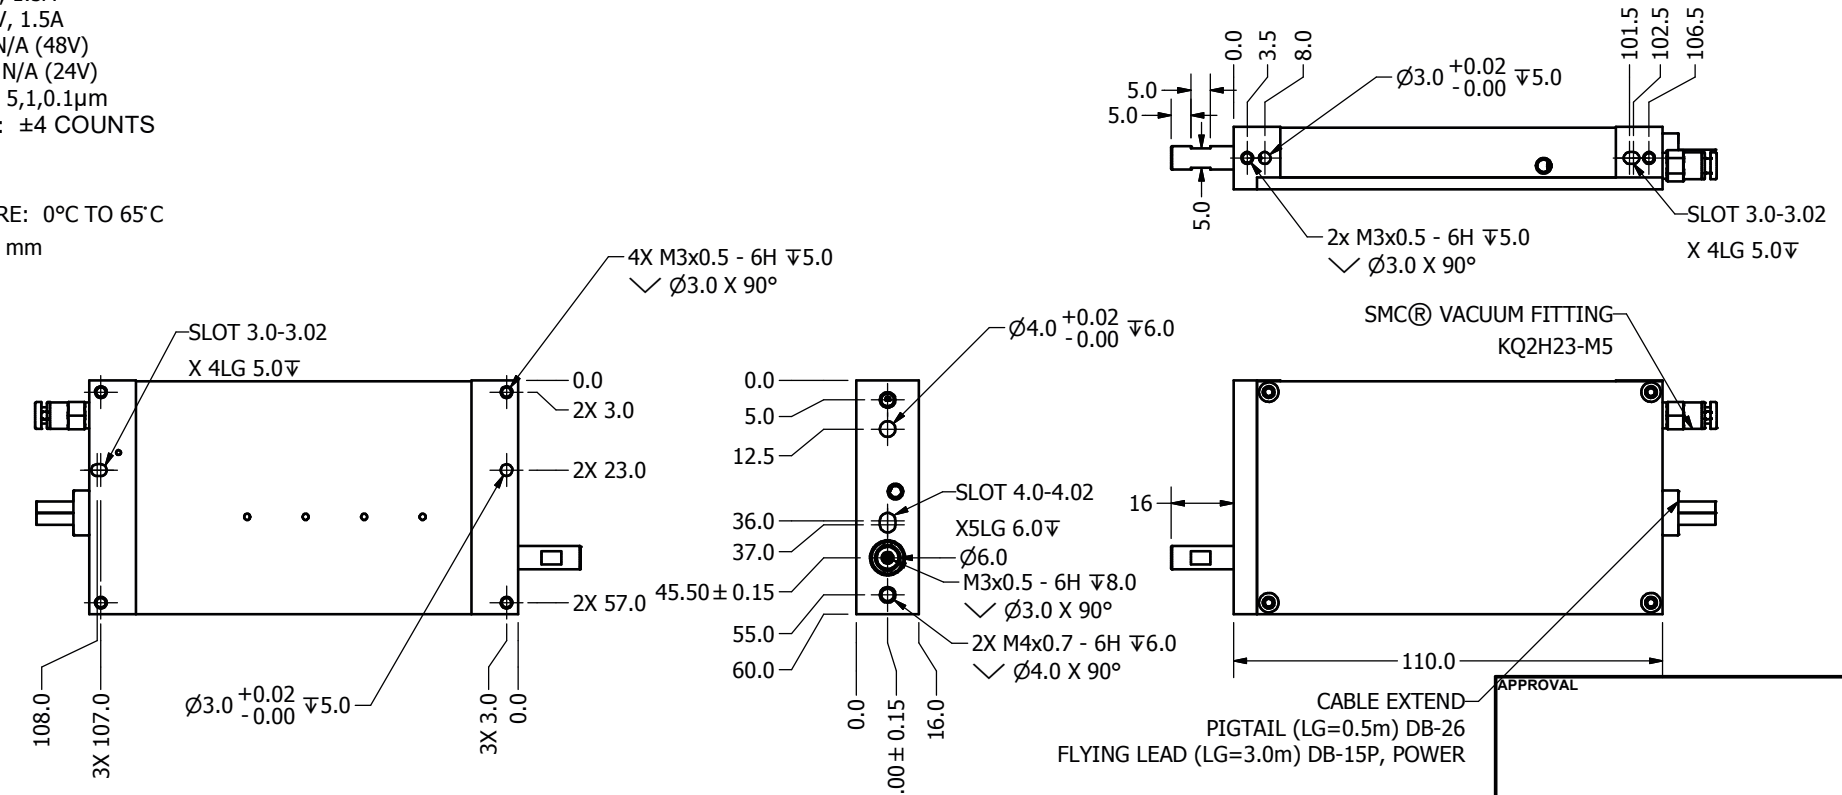 V, 1.5A
N/A (48V)
N/A (24V)
5,1,0.1µm
: ±4 COUNTS
RE: 0°C TO 65°C
mm
0.0
3.5
8.0
101.5
102.5
106.5
5.0
5.0
5.0
Ø3.0 +0.02 -0.00 ↧5.0
2x M3x0.5 - 6H ↧5.0
⌵ Ø3.0 X 90°
SLOT 3.0-3.02
X 4LG 5.0↧
4X M3x0.5 - 6H ↧5.0
⌵ Ø3.0 X 90°
SLOT 3.0-3.02
X 4LG 5.0↧
0.0
2X 3.0
2X 23.0
2X 57.0
108.0
3X 107.0
Ø3.0 +0.02 -0.00 ↧5.0
3X 3.0
0.0
Ø4.0 +0.02 -0.00 ↧6.0
0.0
5.0
12.5
36.0
37.0
45.50 ± 0.15
55.0
60.0
SLOT 4.0-4.02
X5LG 6.0↧
Ø6.0
M3x0.5 - 6H ↧8.0
⌵ Ø3.0 X 90°
2X M4x0.7 - 6H ↧6.0
⌵ Ø4.0 X 90°
0.0
.00 ± 0.15
16.0
SMC® VACUUM FITTING
KQ2H23-M5
16
110.0
CABLE EXTEND
PIGTAIL (LG=0.5m) DB-26
FLYING LEAD (LG=3.0m) DB-15P, POWER
APPROVAL